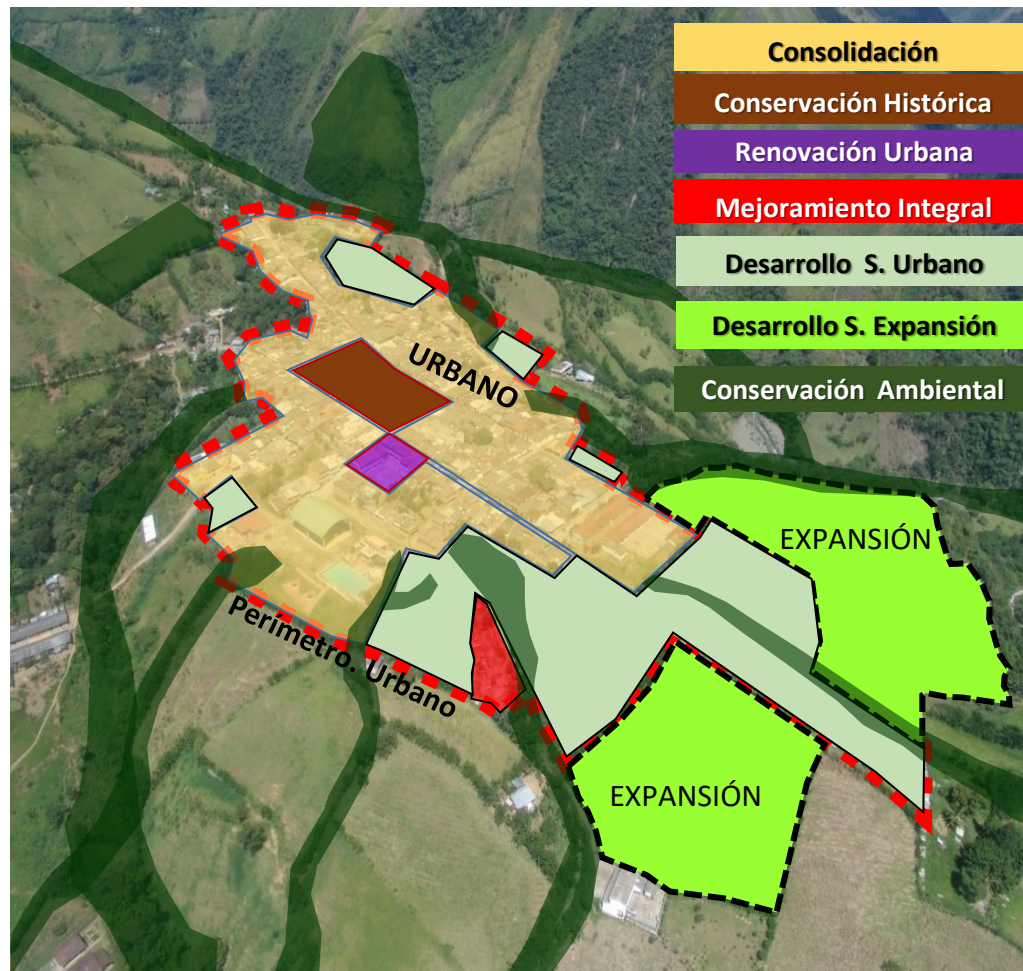 Consolidación
Conservación Histórica
Renovación Urbana
Mejoramiento Integral
Desarrollo  S. Urbano
Desarrollo S. Expansión
Conservación  Ambiental
URBANO
EXPANSIÓN
Perímetro. Urbano
EXPANSIÓN